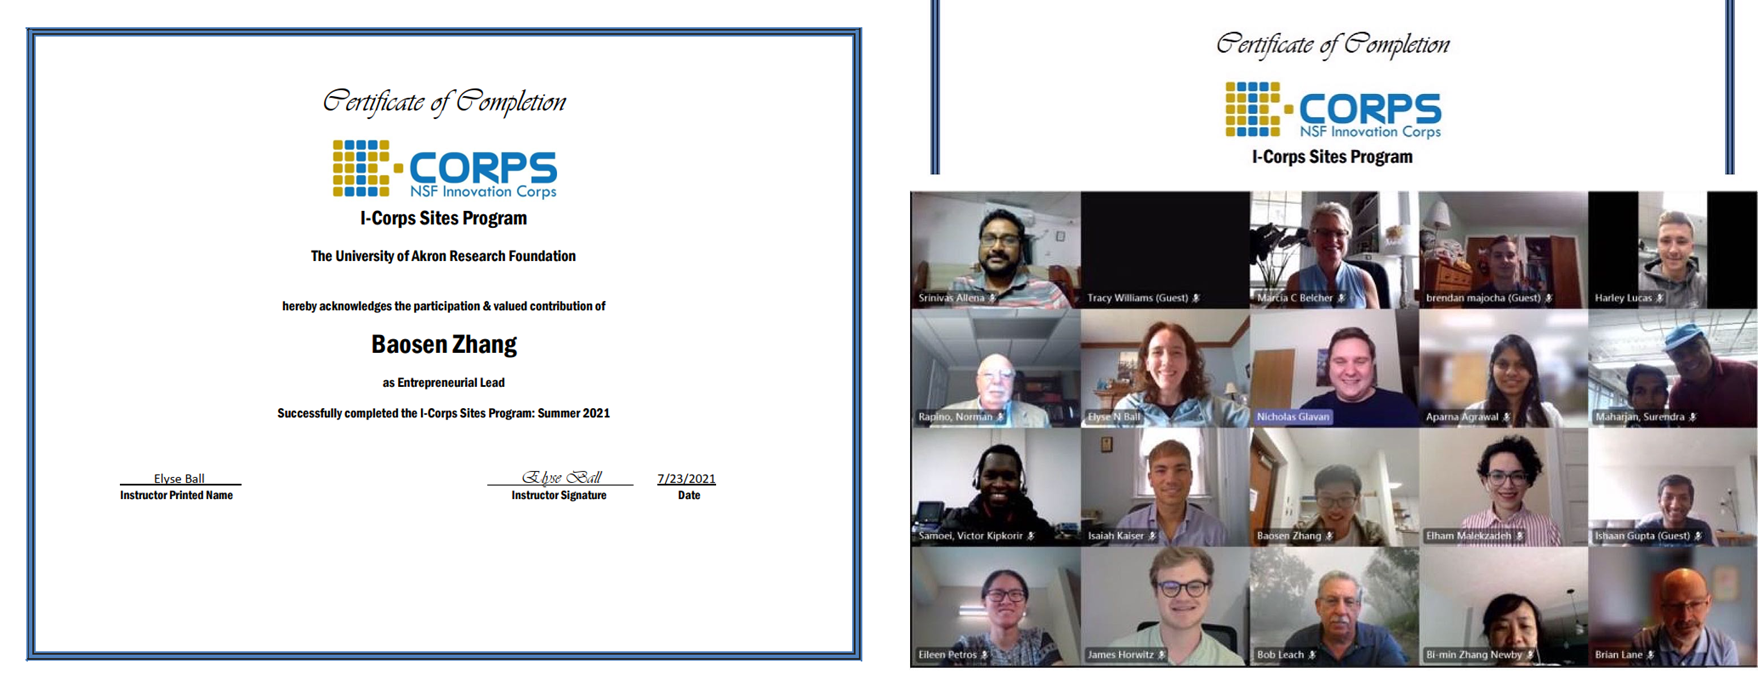 Certificate of Completion
CORPS
NSF Innovation Corps
I-Corps Sites Program
The University of Akron Research Foundation
hereby acknowledges the participation & valued contribution of
Baosen Zhang
as Entrepreneurial Lead
Successfully completed the I-Corps Sites Program: Summer 2021
Elyse Ball Elyse Ball 7/23/2021
Instructor Printed Name Instructor Signature Date
Certificate of Completion
CORPS
NSF Innovation Corps
I-Corps Sites Program
Srinivas Allena Tracy Williams (Guest) Marcia C Belcher brendan majocha (Guest) Harley Lucas
Rapino, Norman Elyse N Ball Nicholas Glavan Aparna Agrawal Maharjan, Surendra
Samoei, Victor Kipkorir Isaiah Kaiser Baosen Zhang Elham Malekzadeh Ishaan Gupta (Guest)
Eileen Petros James Horwitz Bob Leach Bi-min Zhang Newby Brian Lane